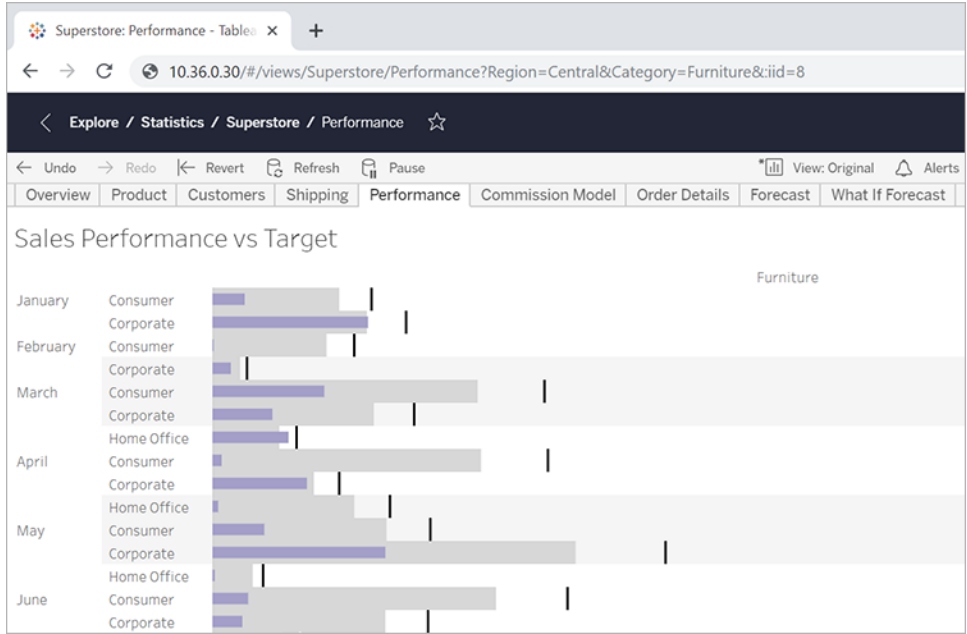 Superstore: Performance - Tablea
10.36.0.30/#/views/Superstore/Performance?Region=Central&Category=Furniture&:iid=8
Explore / Statistics / Superstore / Performance
Undo Redo Revert Refresh Pause View: Original Alerts
Overview Product Customers Shipping Performance Commission Model Order Details Forecast What If Forecast
Sales Performance vs Target
Furniture
January Consumer
Corporate
February Consumer
Corporate
March Consumer
Corporate
Home Office
April Consumer
Corporate
Home Office
May Consumer
Corporate
Home Office
June Consumer
Corporate